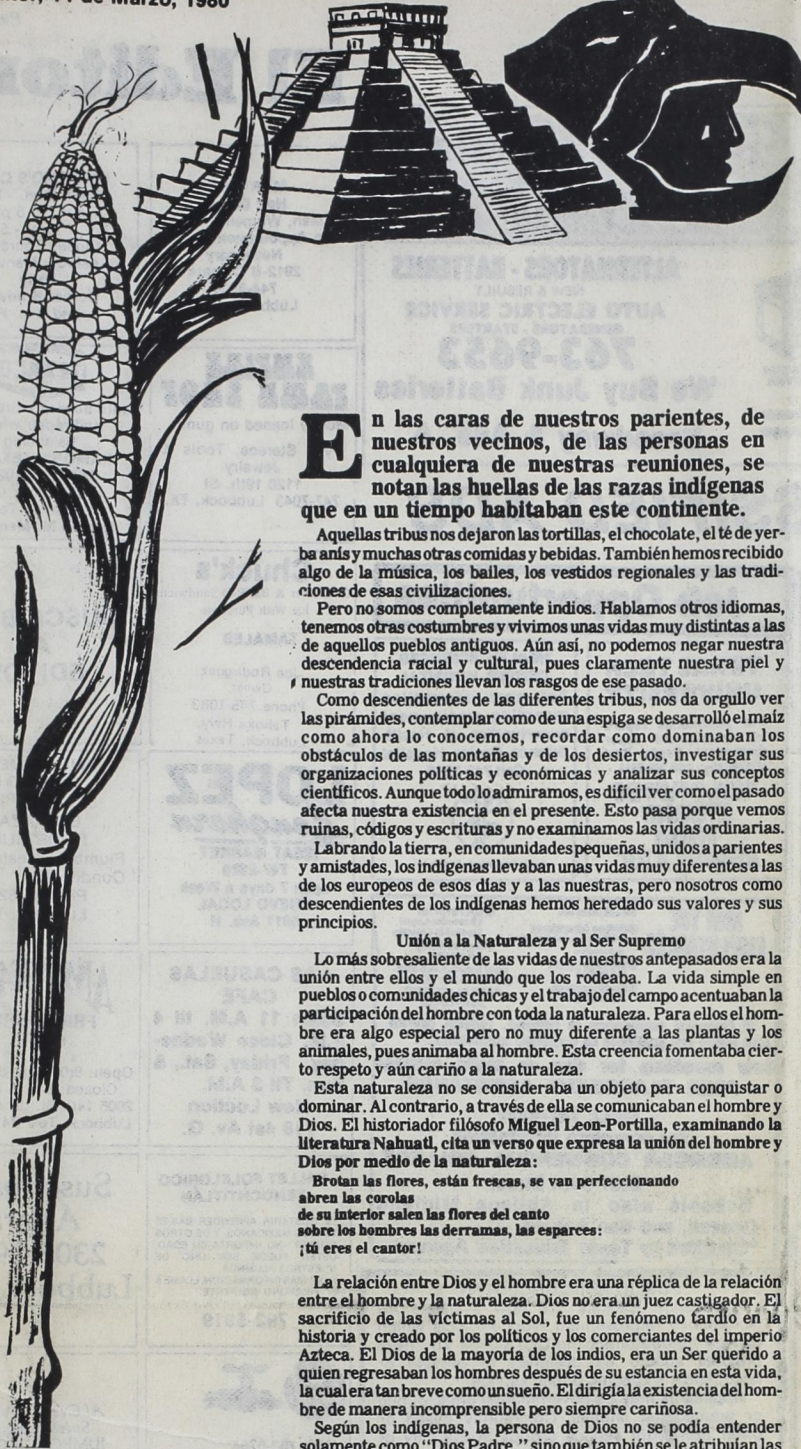 14 de Marzo, 1980
En las caras de nuestros parientes, de
nuestros vecinos, de las personas en
cualquiera de nuestras reuniones, se
notan las huellas de las razas indígenas
que en un tiempo habitaban este continente.
Aquellas tribus nos dejaron las tortillas, el chocolate, el té de yer-
ba anís y muchas otras comidas y bebidas. También hemos recibido
algo de la música, los bailes, los vestidos regionales y las tradi-
ciones de esas civilizaciones.
Pero no somos completamente indios. Hablamos otros idiomas,
tenemos otras costumbres y vivimos unas vidas muy distintas a las
de aquellos pueblos antiguos. Aún así, no podemos negar nuestra
descendencia racial y cultural, pues claramente nuestra piel y
nuestras tradiciones llevan los rasgos de ese pasado.
Como descendientes de las diferentes tribus, nos da orgullo ver
las pirámides, contemplar como de una espiga se desarrolló el maíz
como ahora lo conocemos, recordar como dominaban los
obstáculos de las montañas y de los desiertos, investigar sus
organizaciones políticas y económicas y analizar sus conceptos
científicos. Aunque todo lo admiramos, es difícil ver como el pasado
afecta nuestra existencia en el presente. Esto pasa porque vemos
ruinas, códigos y escrituras y no examinamos las vidas ordinarias.
Labrando la tierra, en comunidades pequeñas, unidos a parientes
y amistades, los indígenas llevaban unas vidas muy diferentes a las
de los europeos de esos días y a las nuestras, pero nosotros como
descendientes de los indígenas hemos heredado sus valores y sus
principios.
Unión a la Naturaleza y al Ser Supremo
Lo más sobresaliente de las vidas de nuestros antepasados era la
unión entre ellos y el mundo que los rodeaba. La vida simple en
pueblos o comunidades chicas y el trabajo del campo acentuaban la
participación del hombre con toda la naturaleza. Para ellos el hom-
bre era algo especial pero no muy diferente a las plantas y los
animales, pues animaba al hombre. Esta creencia fomentaba cier-
to respeto y aún cariño a la naturaleza.
Esta naturaleza no se consideraba un objeto para conquistar o
dominar. Al contrario, a través de ella se comunicaban el hombre y
Dios. El historiador filósofo Miguel Leon-Portilla, examinando la
literatura Nahuatl, cita un verso que expresa la unión del hombre y
Dios por medio de la naturaleza:
Brotan las flores, están frescas, se van perfeccionando
abren las corolas
de su interior salen las flores del canto
sobre los hombres las derramas, las esparces:
¡tú eres el cantor!
La relación entre Dios y el hombre era una réplica de la relación
entre el hombre y la naturaleza. Dios no era un juez castigador. El
sacrificio de las víctimas al Sol, fue un fenómeno tardío en la
historia y creado por los políticos y los comerciantes del imperio
Azteca. El Dios de la mayoría de los indios, era un Ser querido a
quien regresaban los hombres después de su estancia en esta vida,
la cual era tan breve como un sueño. El dirigía la existencia del hom-
bre de manera incomprensible pero siempre cariñosa.
Según los indígenas, la persona de Dios no se podía entender
solamente como "Dios Padre," sino que también se le atribuían las